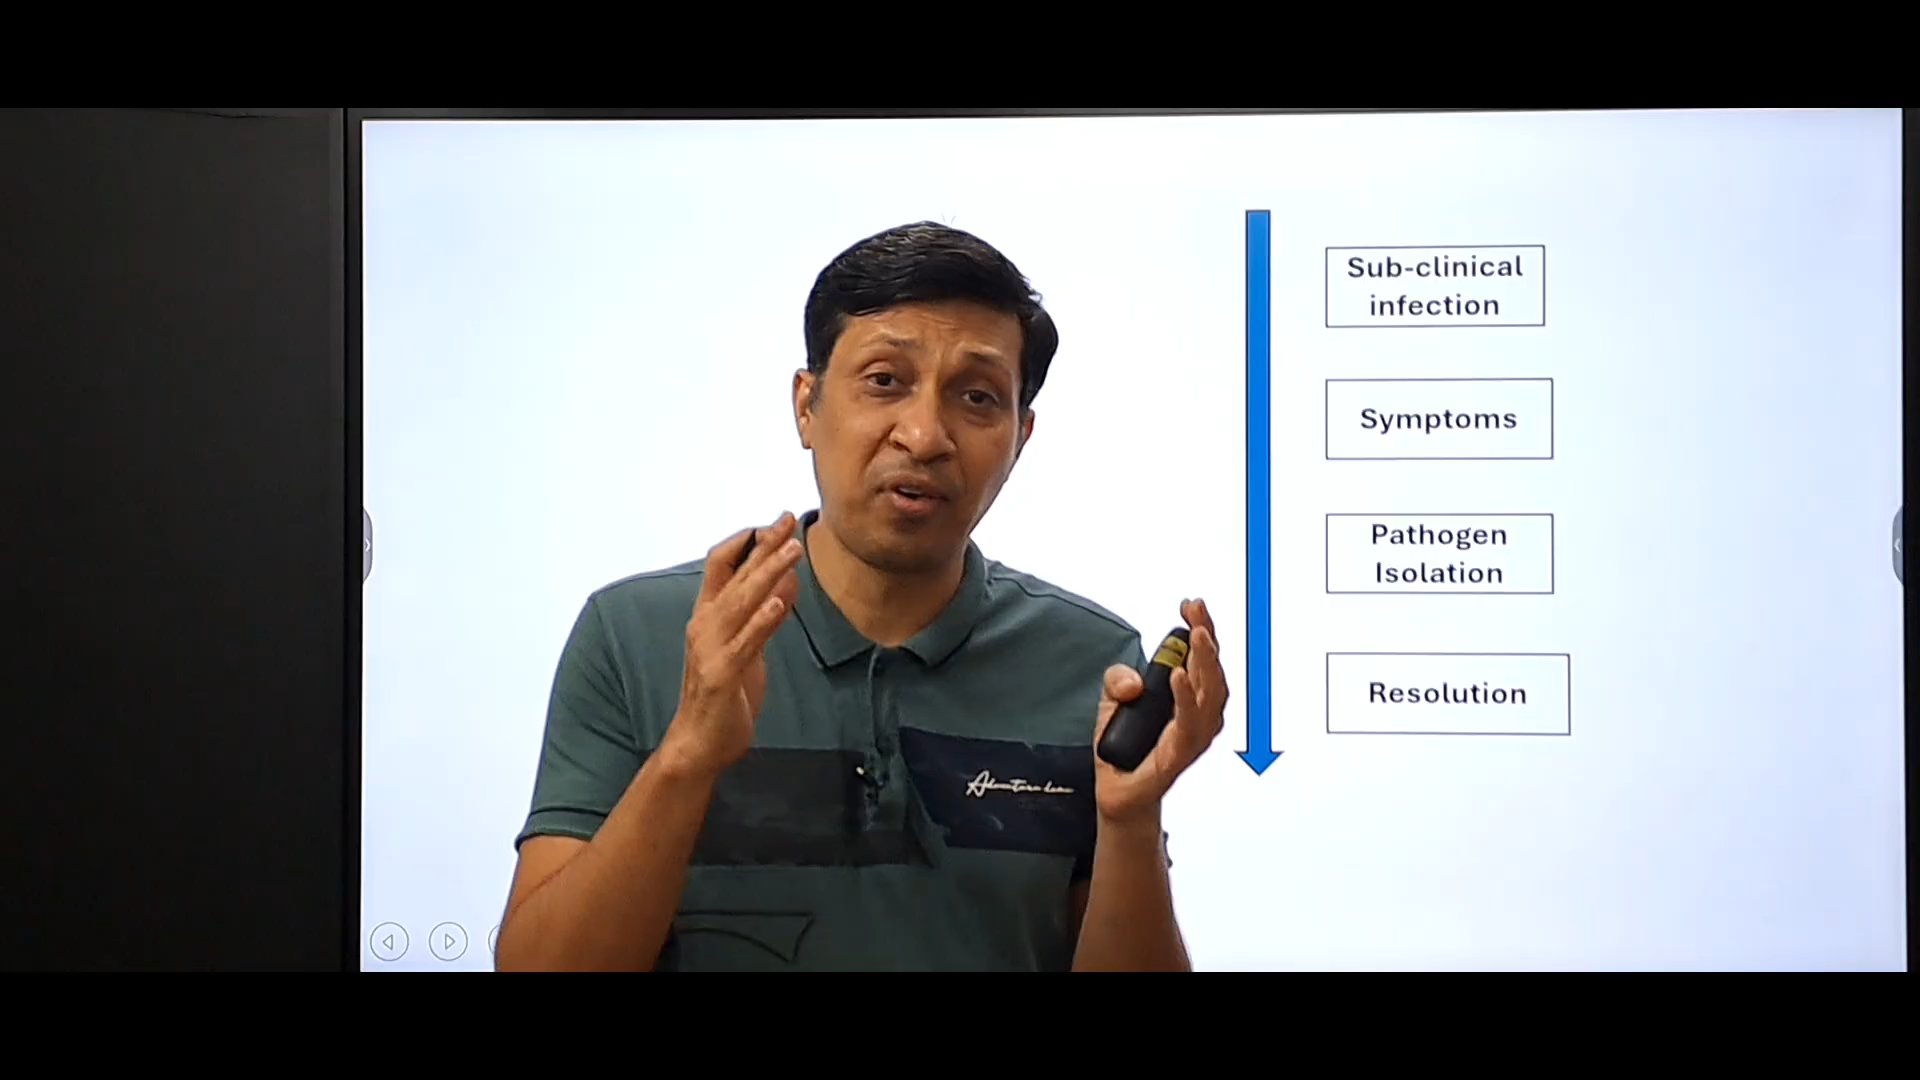 Sub-clinical
infection
Symptoms
Pathogen
Isolation
Resolution